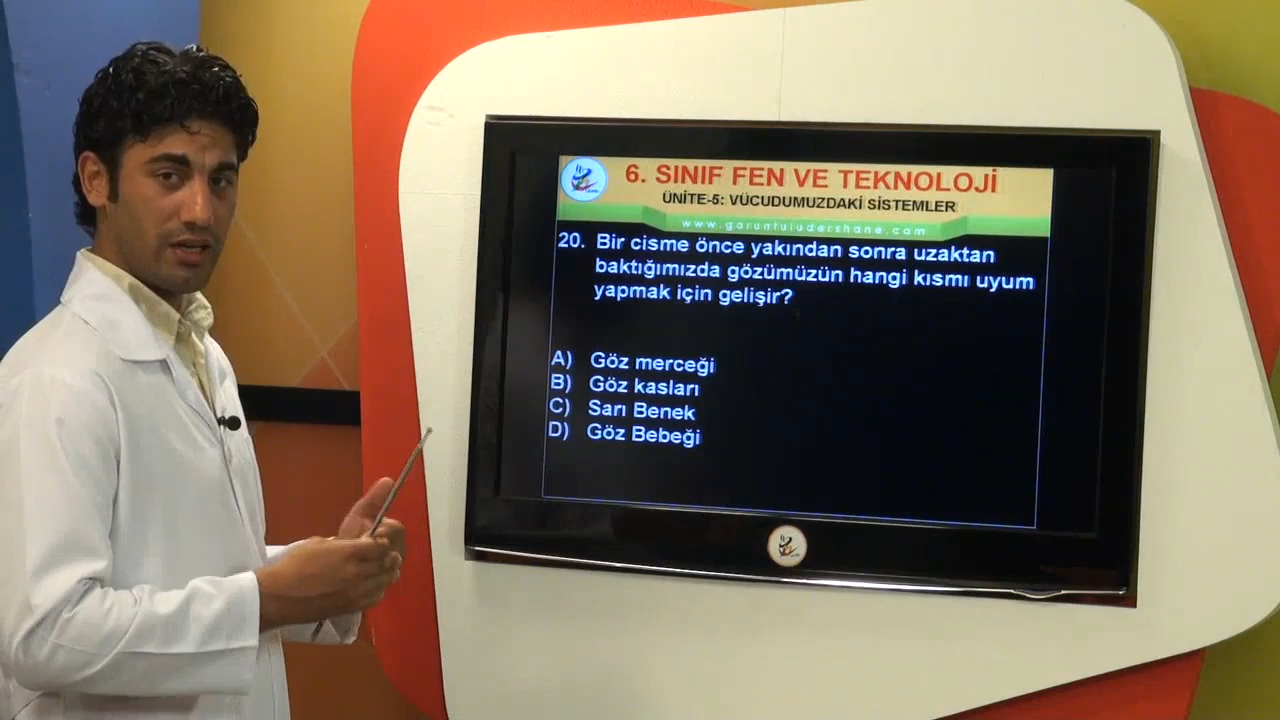 6. SINIF FEN VE TEKNOLOJİ
ÜNİTE-5: VÜCUDUMUZDAKİ SİSTEMLER
www.goruntuludershane.com
20. Bir cisme önce yakından sonra uzaktan
baktığımızda gözümüzün hangi kısmı uyum
yapmak için gelişir?
A) Göz merceği
B) Göz kasları
C) Sarı Benek
D) Göz Bebeği